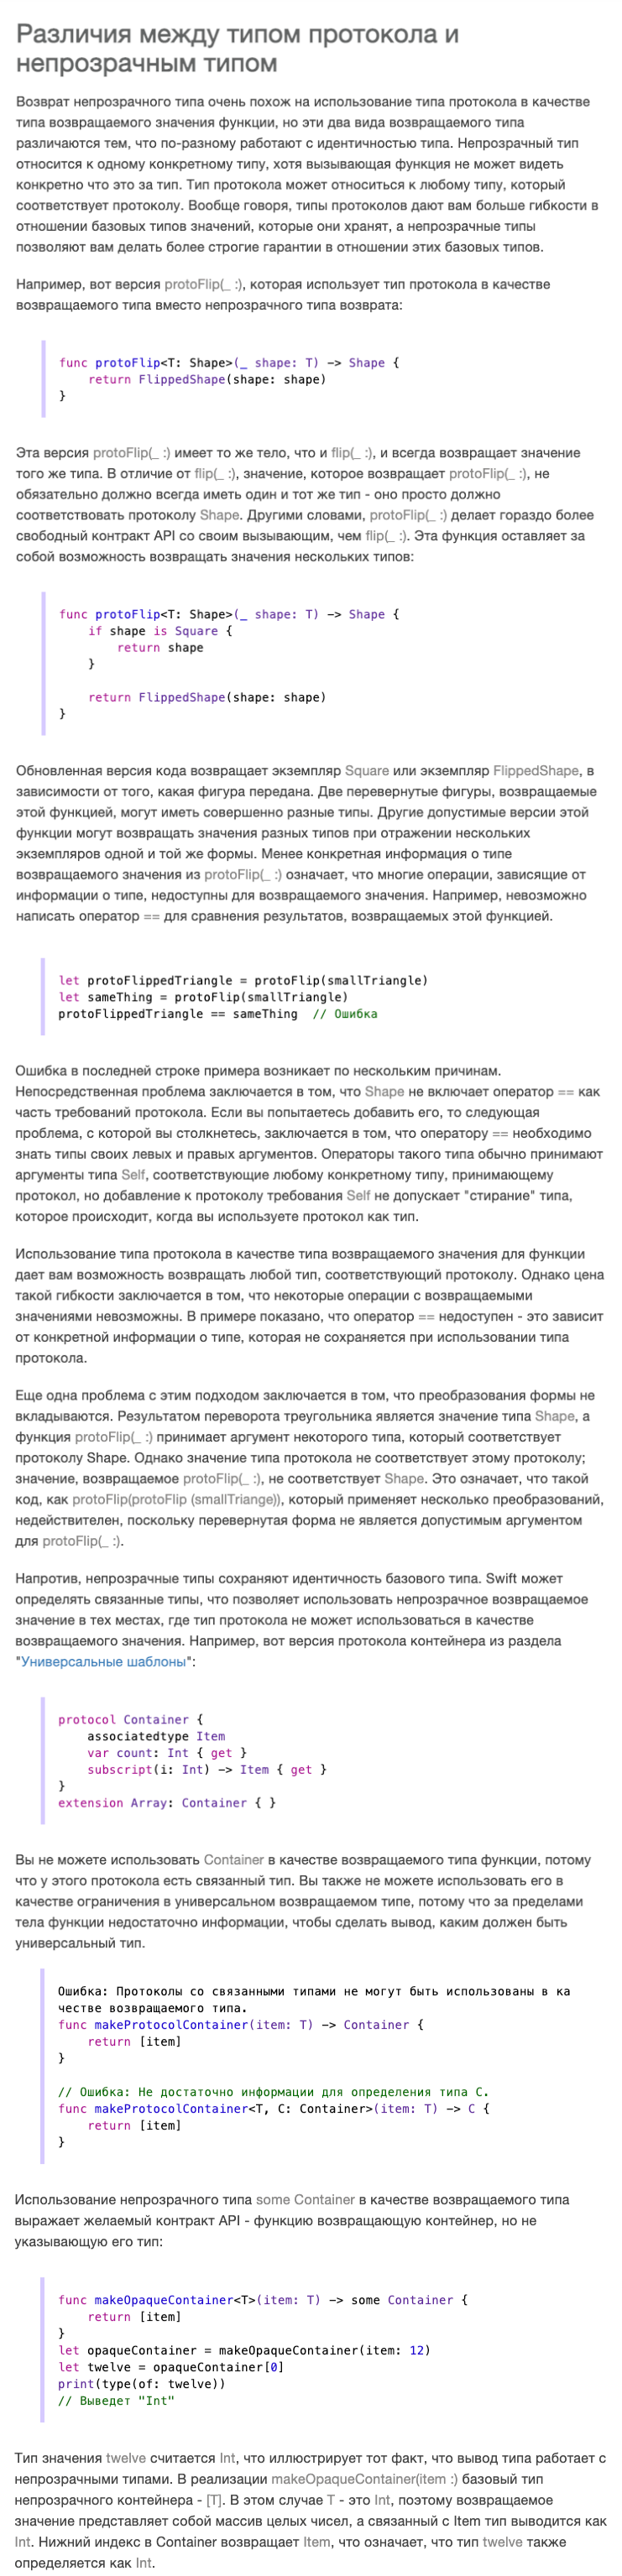 Различия между типом протокола и
непрозрачным типом
Возврат непрозрачного типа очень похож на использование типа протокола в качестве
типа возвращаемого значения функции, но эти два вида возвращаемого типа
различаются тем, что по-разному работают с идентичностью типа. Непрозрачный тип
относится к одному конкретному типу, хотя вызывающая функция не может видеть
конкретно что это за тип. Тип протокола может относиться к любому типу, который
соответствует протоколу. Вообще говоря, типы протоколов дают вам больше гибкости в
отношении базовых типов значений, которые они хранят, а непрозрачные типы
позволяют вам делать более строгие гарантии в отношении этих базовых типов.
Например, вот версия protoFlip(_ :), которая использует тип протокола в качестве
возвращаемого типа вместо непрозрачного типа возврата:
func protoFlip<T: Shape>(_ shape: T) -> Shape {
    return FlippedShape(shape: shape)
}
Эта версия protoFlip(_ :) имеет то же тело, что и flip(_ :), и всегда возвращает значение
того же типа. В отличие от flip(_ :), значение, которое возвращает protoFlip(_ :), не
обязательно должно всегда иметь один и тот же тип - оно просто должно
соответствовать протоколу Shape. Другими словами, protoFlip(_ :) делает гораздо более
свободный контракт API со своим вызывающим, чем flip(_ :). Эта функция оставляет за
собой возможность возвращать значения нескольких типов:
func protoFlip<T: Shape>(_ shape: T) -> Shape {
    if shape is Square {
        return shape
    }
    return FlippedShape(shape: shape)
}
Обновленная версия кода возвращает экземпляр Square или экземпляр FlippedShape, в
зависимости от того, какая фигура передана. Две перевернутые фигуры, возвращаемые
этой функцией, могут иметь совершенно разные типы. Другие допустимые версии этой
функции могут возвращать значения разных типов при отражении нескольких
экземпляров одной и той же формы. Менее конкретная информация о типе
возвращаемого значения из protoFlip(_ :) означает, что многие операции, зависящие от
информации о типе, недоступны для возвращаемого значения. Например, невозможно
написать оператор == для сравнения результатов, возвращаемых этой функцией.
let protoFlippedTriangle = protoFlip(smallTriangle)
let sameThing = protoFlip(smallTriangle)
protoFlippedTriangle == sameThing  // Ошибка
Ошибка в последней строке примера возникает по нескольким причинам.
Непосредственная проблема заключается в том, что Shape не включает оператор == как
часть требований протокола. Если вы попытаетесь добавить его, то следующая
проблема, с которой вы столкнетесь, заключается в том, что оператору == необходимо
знать типы своих левых и правых аргументов. Операторы такого типа обычно принимают
аргументы типа Self, соответствующие любому конкретному типу, принимающему
протокол, но добавление к протоколу требования Self не допускает "стирание" типа,
которое происходит, когда вы используете протокол как тип.
Использование типа протокола в качестве типа возвращаемого значения для функции
дает вам возможность возвращать любой тип, соответствующий протоколу. Однако цена
такой гибкости заключается в том, что некоторые операции с возвращаемыми
значениями невозможны. В примере показано, что оператор == недоступен - это зависит
от конкретной информации о типе, которая не сохраняется при использовании типа
протокола.
Еще одна проблема с этим подходом заключается в том, что преобразования формы не
вкладываются. Результатом переворота треугольника является значение типа Shape, а
функция protoFlip(_ :) принимает аргумент некоторого типа, который соответствует
протоколу Shape. Однако значение типа протокола не соответствует этому протоколу;
значение, возвращаемое protoFlip(_ :), не соответствует Shape. Это означает, что такой
код, как protoFlip(protoFlip (smallTriange)), который применяет несколько преобразований,
недействителен, поскольку перевернутая форма не является допустимым аргументом
для protoFlip(_ :).
Напротив, непрозрачные типы сохраняют идентичность базового типа. Swift может
определять связанные типы, что позволяет использовать непрозрачное возвращаемое
значение в тех местах, где тип протокола не может использоваться в качестве
возвращаемого значения. Например, вот версия протокола контейнера из раздела
"Универсальные шаблоны":
protocol Container {
    associatedtype Item
    var count: Int { get }
    subscript(i: Int) -> Item { get }
}
extension Array: Container { }
Вы не можете использовать Container в качестве возвращаемого типа функции, потому
что у этого протокола есть связанный тип. Вы также не можете использовать его в
качестве ограничения в универсальном возвращаемом типе, потому что за пределами
тела функции недостаточно информации, чтобы сделать вывод, каким должен быть
универсальный тип.
Ошибка: Протоколы со связанными типами не могут быть использованы в ка
честве возвращаемого типа.
func makeProtocolContainer(item: T) -> Container {
    return [item]
}
// Ошибка: Не достаточно информации для определения типа C.
func makeProtocolContainer<T, C: Container>(item: T) -> C {
    return [item]
}
Использование непрозрачного типа some Container в качестве возвращаемого типа
выражает желаемый контракт API - функцию возвращающую контейнер, но не
указывающую его тип:
func makeOpaqueContainer<T>(item: T) -> some Container {
    return [item]
}
let opaqueContainer = makeOpaqueContainer(item: 12)
let twelve = opaqueContainer[0]
print(type(of: twelve))
// Выведет "Int"
Тип значения twelve считается Int, что иллюстрирует тот факт, что вывод типа работает с
непрозрачными типами. В реализации makeOpaqueContainer(item :) базовый тип
непрозрачного контейнера - [T]. В этом случае T - это Int, поэтому возвращаемое
значение представляет собой массив целых чисел, а связанный с Item тип выводится как
Int. Нижний индекс в Container возвращает Item, что означает, что тип twelve также
определяется как Int.